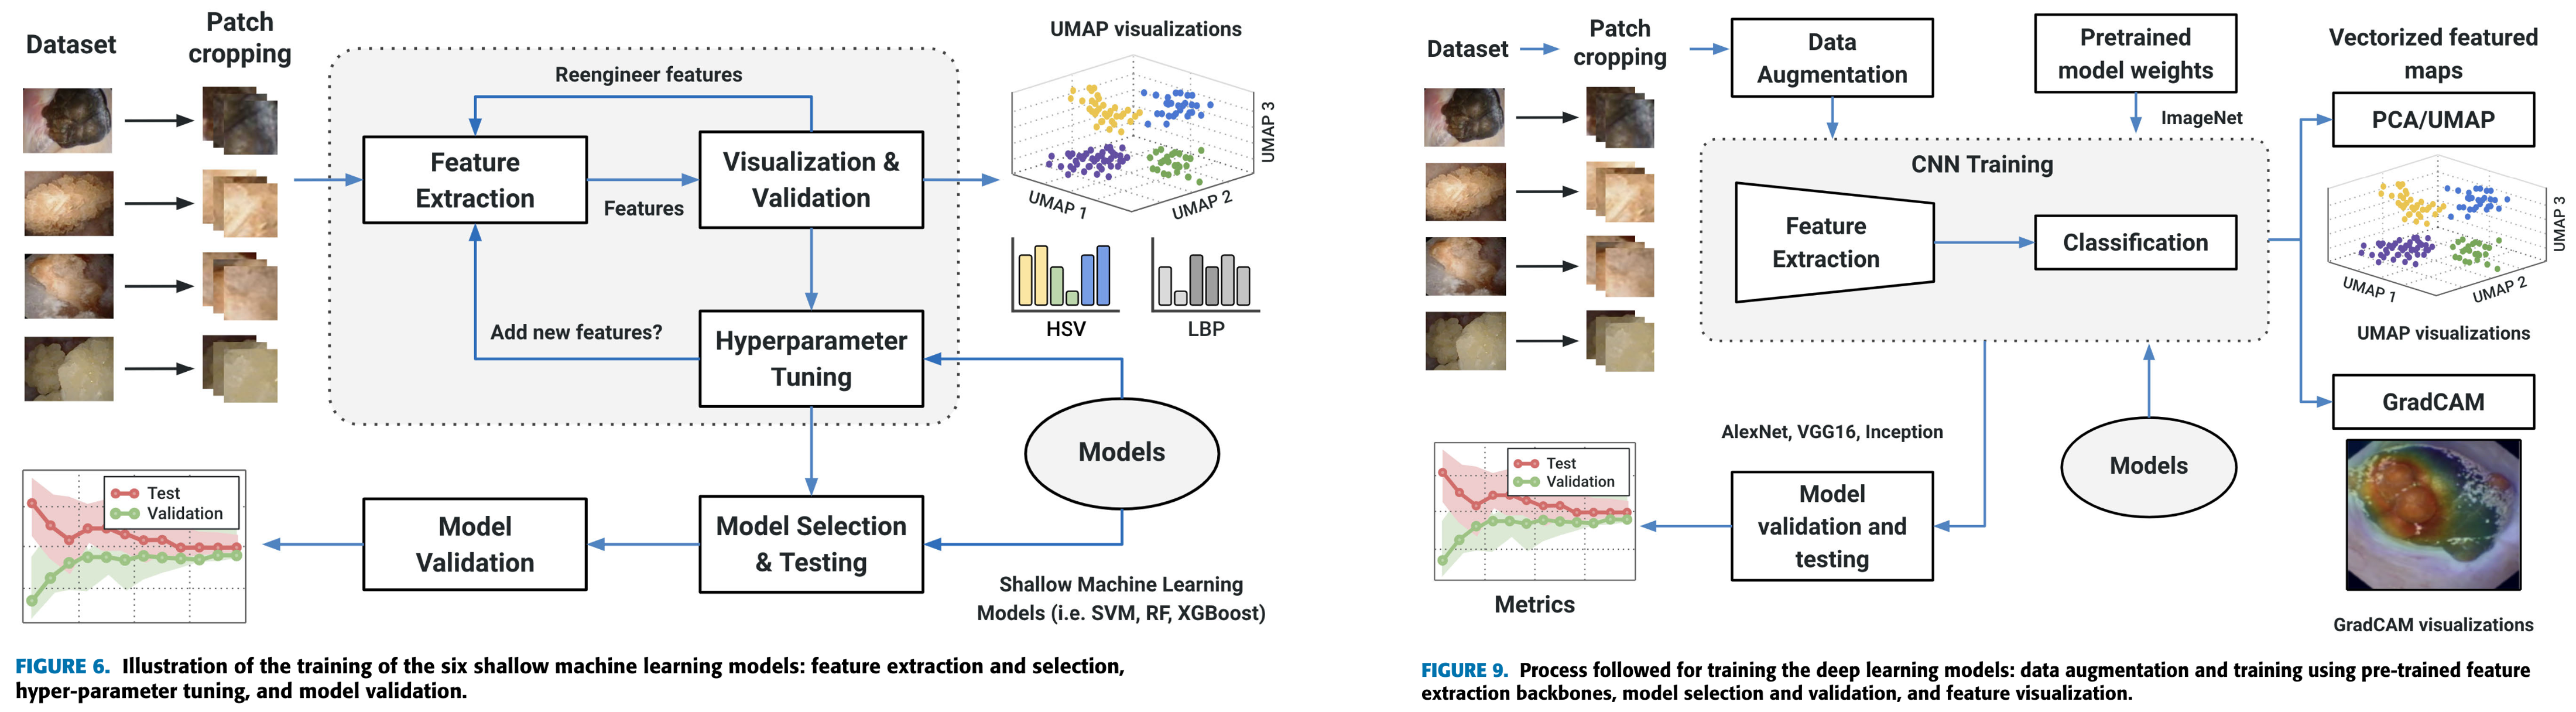 Dataset
Patch
cropping
Reengineer features
Feature
Extraction
Features
Visualization &
Validation
Add new features?
Hyperparameter
Tuning
UMAP visualizations
UMAP 1
UMAP 2
UMAP 3
HSV
LBP
Models
Shallow Machine Learning
Models (i.e. SVM, RF, XGBoost)
Model Selection
& Testing
Model
Validation
Test
Validation
FIGURE 6. Illustration of the training of the six shallow machine learning models: feature extraction and selection,
hyper-parameter tuning, and model validation.
Dataset
Patch
cropping
Data
Augmentation
Pretrained
model weights
ImageNet
CNN Training
Feature
Extraction
Classification
Vectorized featured
maps
PCA/UMAP
UMAP 1
UMAP 2
UMAP 3
UMAP visualizations
GradCAM
GradCAM visualizations
Models
AlexNet, VGG16, Inception
Model
validation and
testing
Test
Validation
Metrics
FIGURE 9. Process followed for training the deep learning models: data augmentation and training using pre-trained feature
extraction backbones, model selection and validation, and feature visualization.